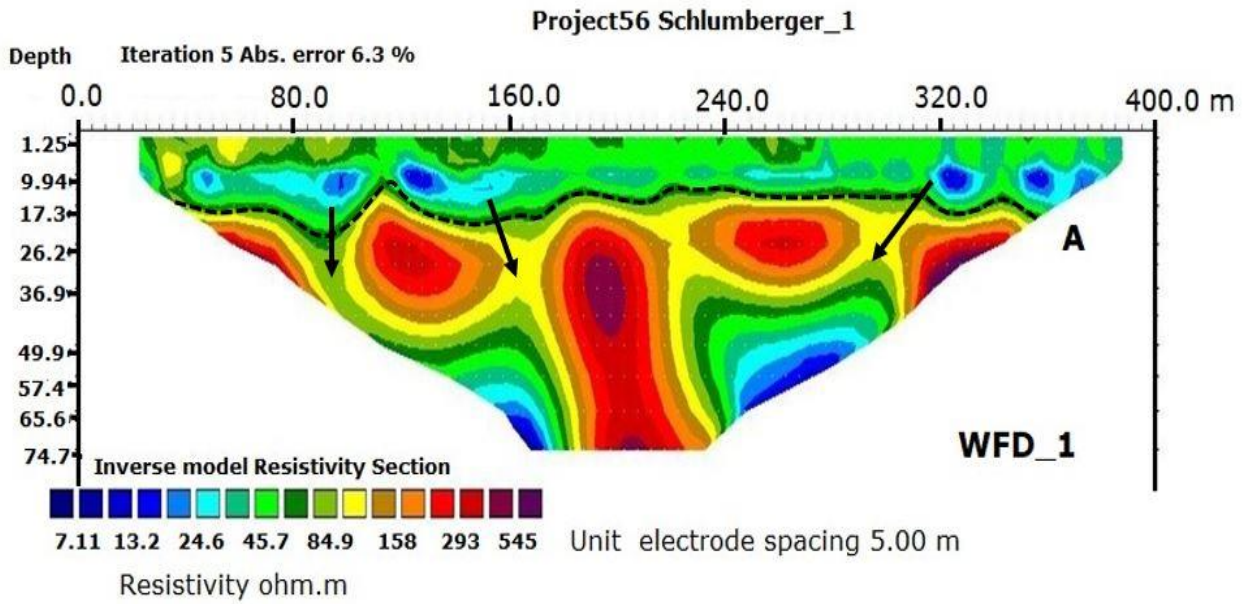 Project56 Schlumberger_1
Depth Iteration 5 Abs. error 6.3 %
0.0 80.0 160.0 240.0 320.0 400.0 m
1.25
9.94
17.3
26.2
36.9
49.9
57.4
65.6
74.7
A
WFD_1
Inverse model Resistivity Section
7.11 13.2 24.6 45.7 84.9 158 293 545 Unit electrode spacing 5.00 m
Resistivity ohm.m